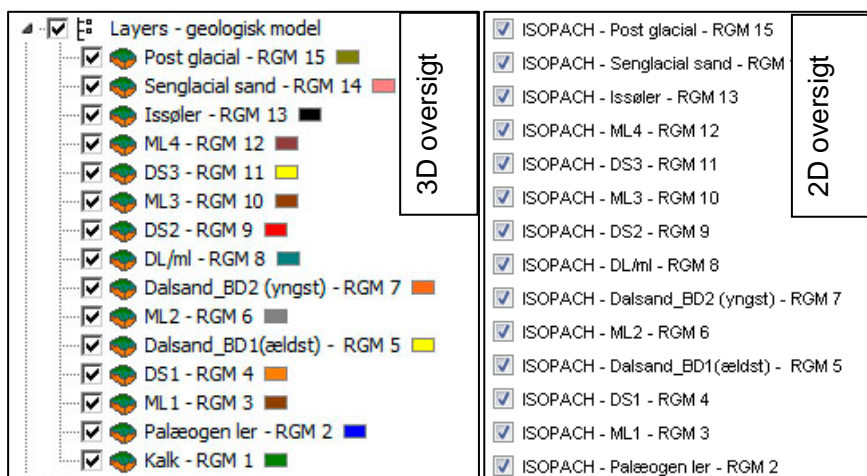 Layers - geologisk model
Post glacial - RGM 15
Senglacial sand - RGM 14
Issøler - RGM 13
ML4 - RGM 12
DS3 - RGM 11
ML3 - RGM 10
DS2 - RGM 9
DL/ml - RGM 8
Dalsand_BD2 (yngst) - RGM 7
ML2 - RGM 6
Dalsand_BD1(ældst) - RGM 5
DS1 - RGM 4
ML1 - RGM 3
Palæogen ler - RGM 2
Kalk - RGM 1
3D oversigt
ISOPACH - Post glacial - RGM 15
ISOPACH - Senglacial sand - RGM
ISOPACH - Issøler - RGM 13
ISOPACH - ML4 - RGM 12
ISOPACH - DS3 - RGM 11
ISOPACH - ML3 - RGM 10
ISOPACH - DS2 - RGM 9
ISOPACH - DL/ml - RGM 8
ISOPACH - Dalsand_BD2 (yngst) - RGM 7
ISOPACH - ML2 - RGM 6
ISOPACH - Dalsand_BD1(ældst) - RGM 5
ISOPACH - DS1 - RGM 4
ISOPACH - ML1 - RGM 3
ISOPACH - Palæogen ler - RGM 2
2D oversigt